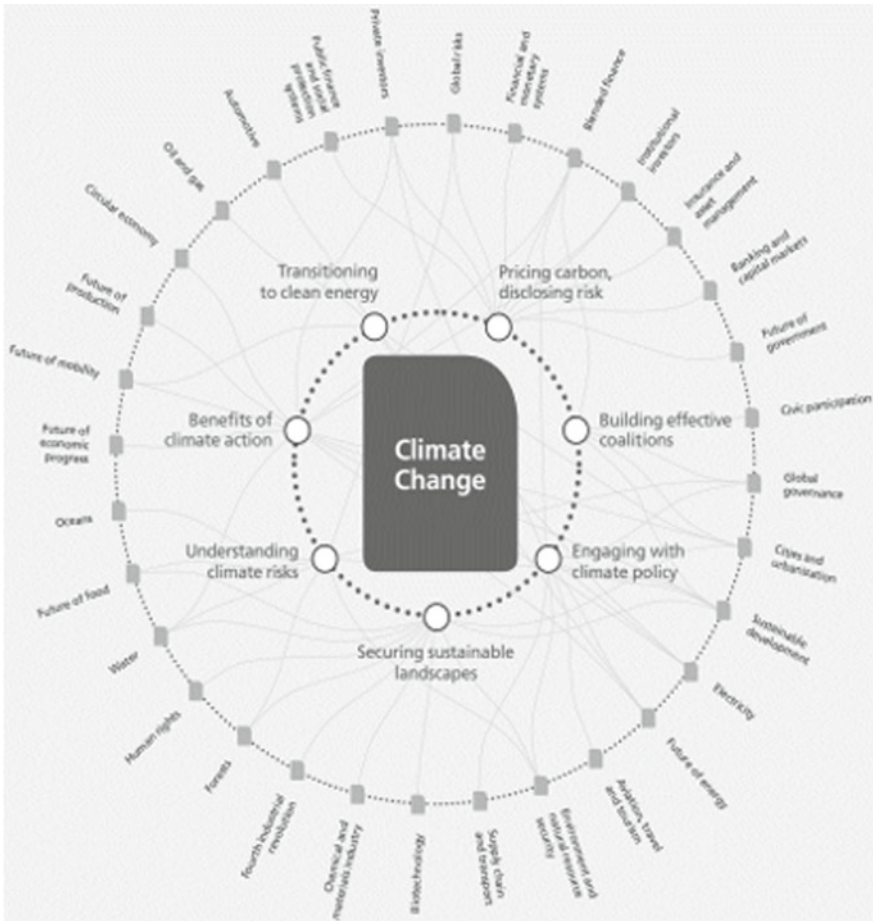 Private investors
Global risks
Financial and
monetary
systems
Blended finance
Institutional
investors
Insurance and
asset
management
Banking and
capital markets
Future of
government
Civic participation
Global
governance
Cities and
urbanization
Sustainable
development
Electricity
Future of energy
Aviation, travel
and tourism
Environment and
natural resource
security
Supply chain
and transport
Biotechnology
Chemical and
materials industry
Fourth industrial
revolution
Forests
Human rights
Water
Future of food
Oceans
Future of
economic
progress
Future of mobility
Future of
production
Circular economy
Oil and gas
Automotive
Public finance
and social
protection
systems
Transitioning
to clean energy
Pricing carbon,
disclosing risk
Benefits of
climate action
Building effective
coalitions
Climate
Change
Understanding
climate risks
Engaging with
climate policy
Securing sustainable
landscapes